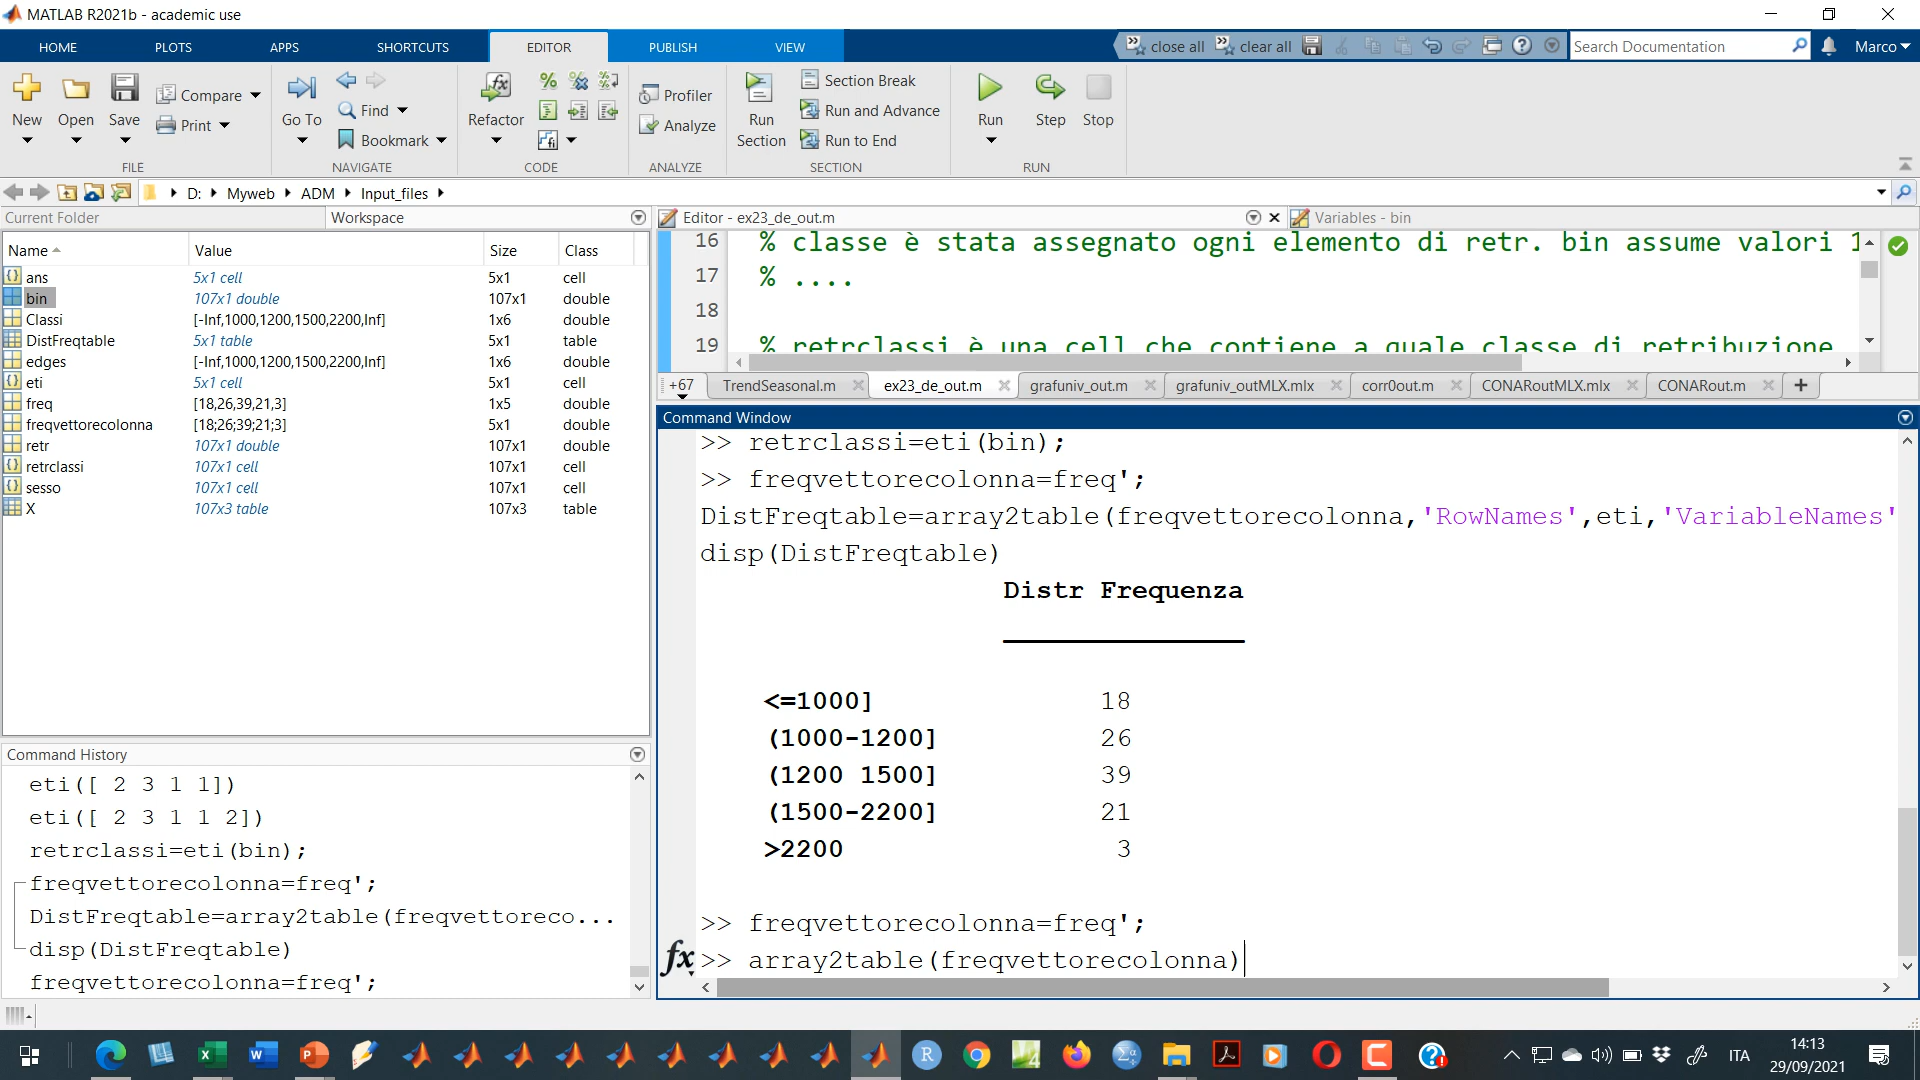 MATLAB R2021b - academic use
HOME PLOTS APPS SHORTCUTS EDITOR PUBLISH VIEW close all clear all Search Documentation Marco
New Open Save Compare Print
FILE
Go To Find Bookmark
NAVIGATE
Refactor
CODE
Profiler
Analyze
ANALYZE
Run Section
Section Break
Run and Advance
Run to End
SECTION
Run Step Stop
RUN
D: Myweb ADM Input_files
Current Folder
Workspace
Name Value Size Class
ans 5x1 cell 5x1 cell
bin 107x1 double 107x1 double
Classi [-Inf,1000,1200,1500,2200,Inf] 1x6 double
DistFreqtable 5x1 table 5x1 table
edges [-Inf,1000,1200,1500,2200,Inf] 1x6 double
eti 5x1 cell 5x1 cell
freq [18,26,39,21,3] 1x5 double
freqvettorecolonna [18;26;39;21;3] 5x1 double
retr 107x1 double 107x1 double
retrclassi 107x1 cell 107x1 cell
sesso 107x1 cell 107x1 cell
X 107x3 table 107x3 table
Command History
eti([ 2 3 1 1])
eti([ 2 3 1 1 2])
retrclassi=eti(bin);
freqvettorecolonna=freq';
DistFreqtable=array2table(freqvettoreco...
disp(DistFreqtable)
freqvettorecolonna=freq';
Editor - ex23_de_out.m
Variables - bin
16 % classe è stata assegnato ogni elemento di retr. bin assume valori 1
17 % ....
18
19 % retrclassi è una cell che contiene a quale classe di retribuzione
+67 TrendSeasonal.m ex23_de_out.m grafuniv_out.m grafuniv_outMLX.mlx corr0out.m CONARoutMLX.mlx CONARout.m +
Command Window
>> retrclassi=eti(bin);
>> freqvettorecolonna=freq';
DistFreqtable=array2table(freqvettorecolonna,'RowNames',eti,'VariableNames'
disp(DistFreqtable)
Distr Frequenza
<=1000] 18
(1000-1200] 26
(1200 1500] 39
(1500-2200] 21
>2200 3
>> freqvettorecolonna=freq';
fx >> array2table(freqvettorecolonna)
ITA
14:13
29/09/2021